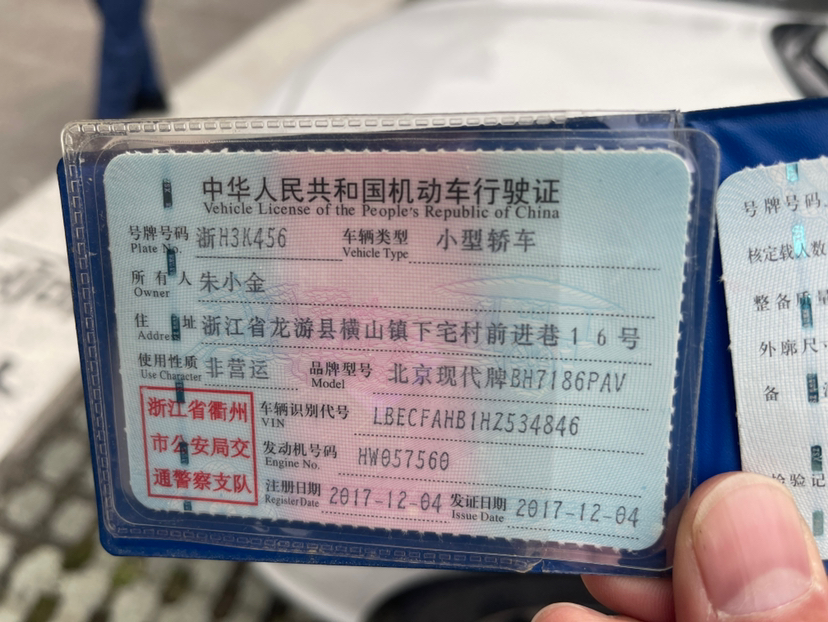 中华人民共和国机动车行驶证
Vehicle License of the People's Republic of China
号牌号码 浙H3K456 车辆类型 小型轿车
Plate No. Vehicle Type
所有人 朱小金
Owner
住址 浙江省龙游县横山镇下宅村前进巷16号
Address
使用性质 非营运 品牌型号 北京现代牌BH7186PAV
Use Character Model
浙江省衢州
市公安局交
通警察支队
车辆识别代号 LBECFAHB1HZ534846
VIN
发动机号码 HW057560
Engine No.
注册日期 2017-12-04 发证日期 2017-12-04
Register Date Issue Date
号牌号码
核定载人数
整备质量
外廓尺寸
备
检验记